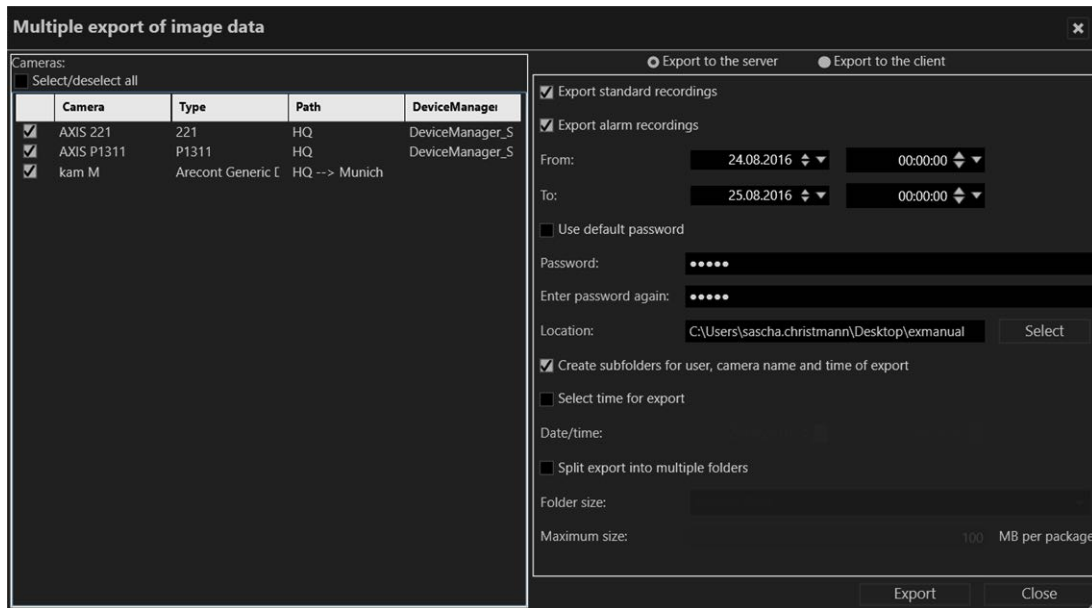 Multiple export of image data
Cameras:
Select/deselect all
Camera Type Path DeviceManager
AXIS 221 221 HQ DeviceManager_S
AXIS P1311 P1311 HQ DeviceManager_S
kam M Arecont Generic D HQ --> Munich
Export to the server Export to the client
Export standard recordings
Export alarm recordings
From: 24.08.2016 00:00:00
To: 25.08.2016 00:00:00
Use default password
Password: •••••
Enter password again: •••••
Location: C:\Users\sascha.christmann\Desktop\exmanual Select
Create subfolders for user, camera name and time of export
Select time for export
Date/time:
Split export into multiple folders
Folder size:
Maximum size: 100 MB per package
Export Close